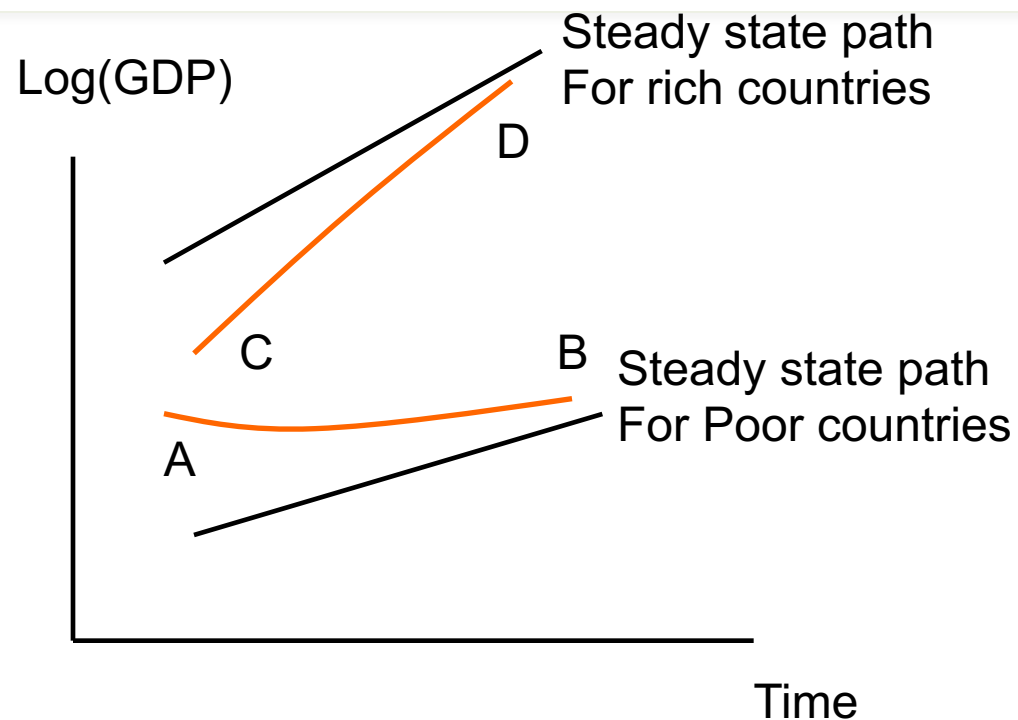 Steady state path
For rich countries
Log(GDP)
D
C
B
Steady state path
For Poor countries
A
Time